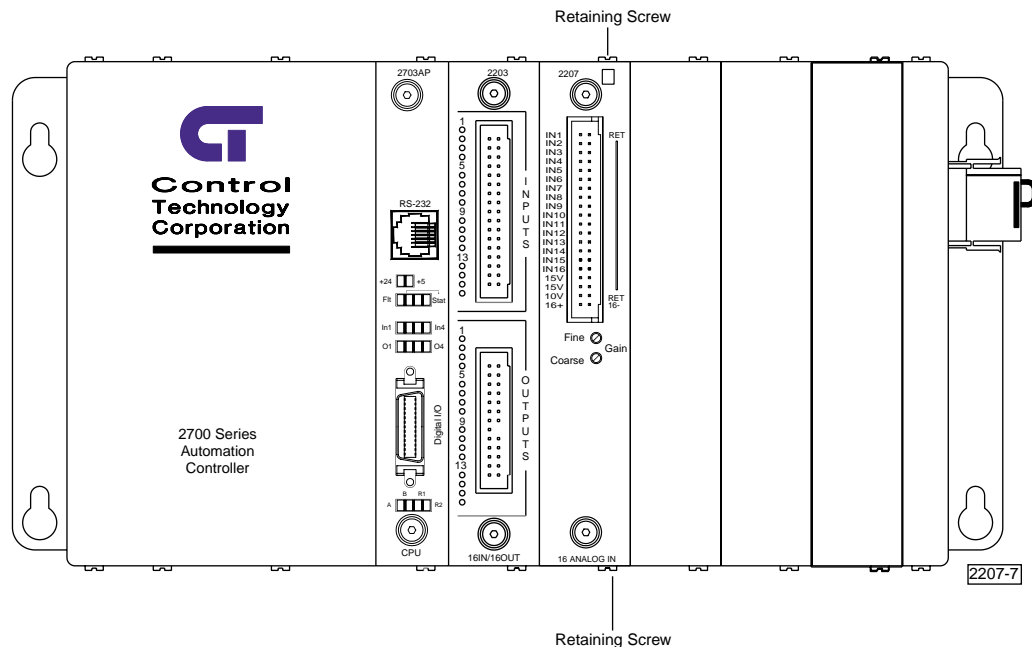 Retaining Screw
2703AP
2203
2207
CT
Control
Technology
Corporation
2700 Series
Automation
Controller
RS-232
+24
+5
Flt
Stat
In1
In4
O1
O4
Digital I/O
B
R1
A
R2
CPU
1
5
9
13
INPUTS
1
5
9
13
OUTPUTS
16IN/16OUT
IN1
IN2
IN3
IN4
IN5
IN6
IN7
IN8
IN9
IN10
IN11
IN12
IN13
IN14
IN15
IN16
15V
15V
10V
16+
RET
RET
16-
Fine
Gain
Coarse
16 ANALOG IN
2207-7
Retaining Screw